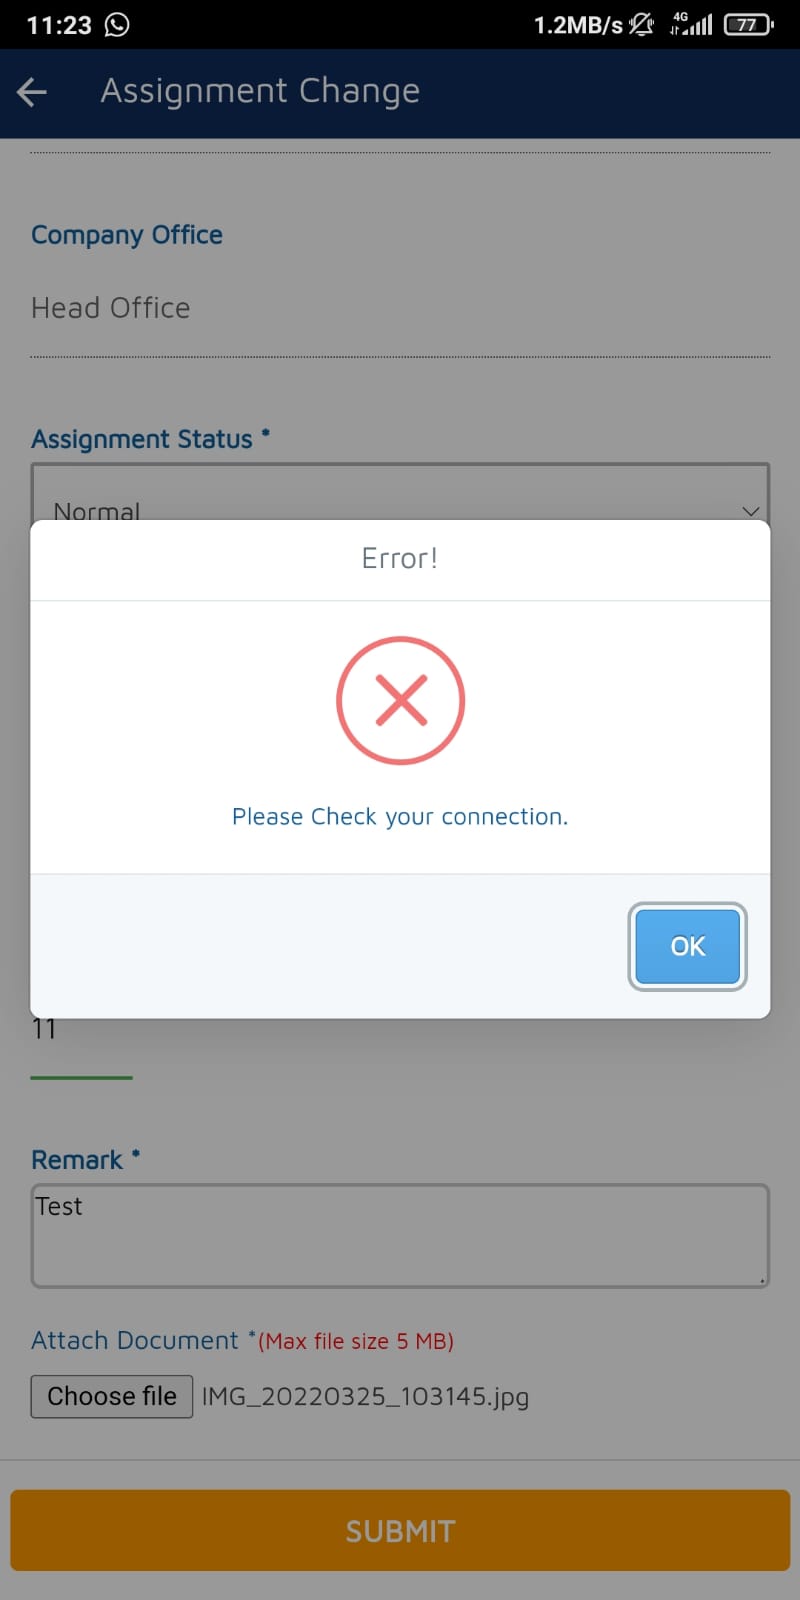 11:23
1.2MB/s 4G 77
Assignment Change
Company Office
Head Office
Assignment Status *
Normal
Error!
Please Check your connection.
OK
11
Remark *
Test
Attach Document *(Max file size 5 MB)
Choose file IMG_20220325_103145.jpg
SUBMIT